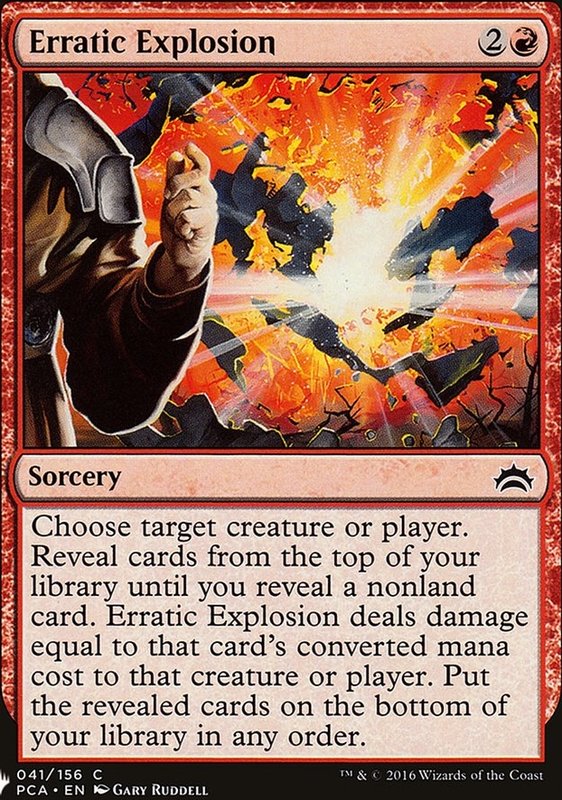 Erratic Explosion 2
Sorcery
Choose target creature or player.
Reveal cards from the top of your
library until you reveal a nonland
card. Erratic Explosion deals damage
equal to that card's converted mana
cost to that creature or player. Put
the revealed cards on the bottom of
your library in any order.
041/156 C
PCA • EN Gary Ruddell
™ & © 2016 Wizards of the Coast